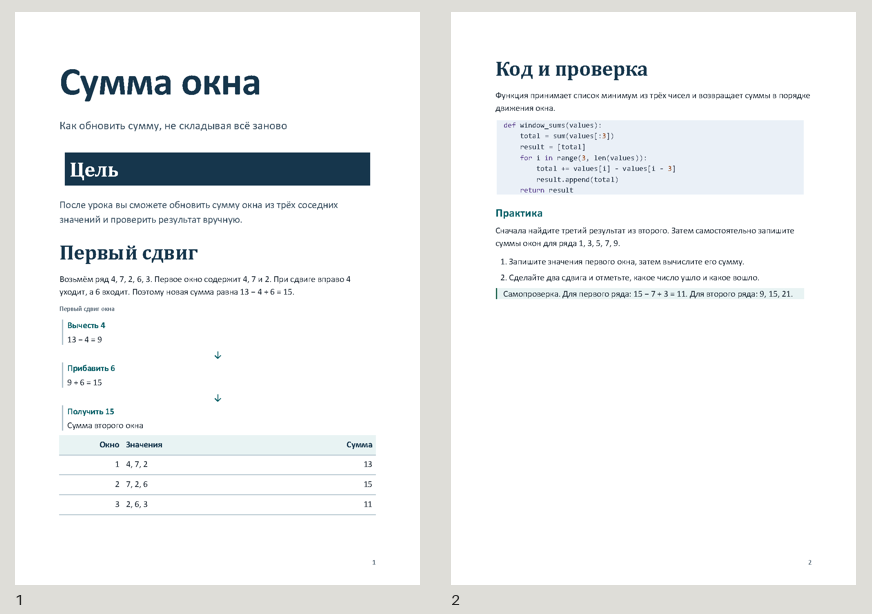 Сумма окна
Как обновить сумму, не складывая всё заново
Цель
После урока вы сможете обновить сумму окна из трёх соседних
значений и проверить результат вручную.
Первый сдвиг
Возьмём ряд 4, 7, 2, 6, 3. Первое окно содержит 4, 7 и 2. При сдвиге вправо 4
уходит, а 6 входит. Поэтому новая сумма равна 13 − 4 + 6 = 15.
Первый сдвиг окна
Вычесть 4
13 − 4 = 9
↓
Прибавить 6
9 + 6 = 15
↓
Получить 15
Сумма второго окна
Окно Значения Сумма
1 4, 7, 2 13
2 7, 2, 6 15
3 2, 6, 3 11
1
1
Код и проверка
Функция принимает список минимум из трёх чисел и возвращает суммы в порядке
движения окна.
def window_sums(values):
    total = sum(values[:3])
    result = [total]
    for i in range(3, len(values)):
        total += values[i] - values[i - 3]
        result.append(total)
    return result
Практика
Сначала найдите третий результат из второго. Затем самостоятельно запишите
суммы окон для ряда 1, 3, 5, 7, 9.
1. Запишите значения первого окна, затем вычислите его сумму.
2. Сделайте два сдвига и отметьте, какое число ушло и какое вошло.
Самопроверка. Для первого ряда: 15 − 7 + 3 = 11. Для второго ряда: 9, 15, 21.
2
2